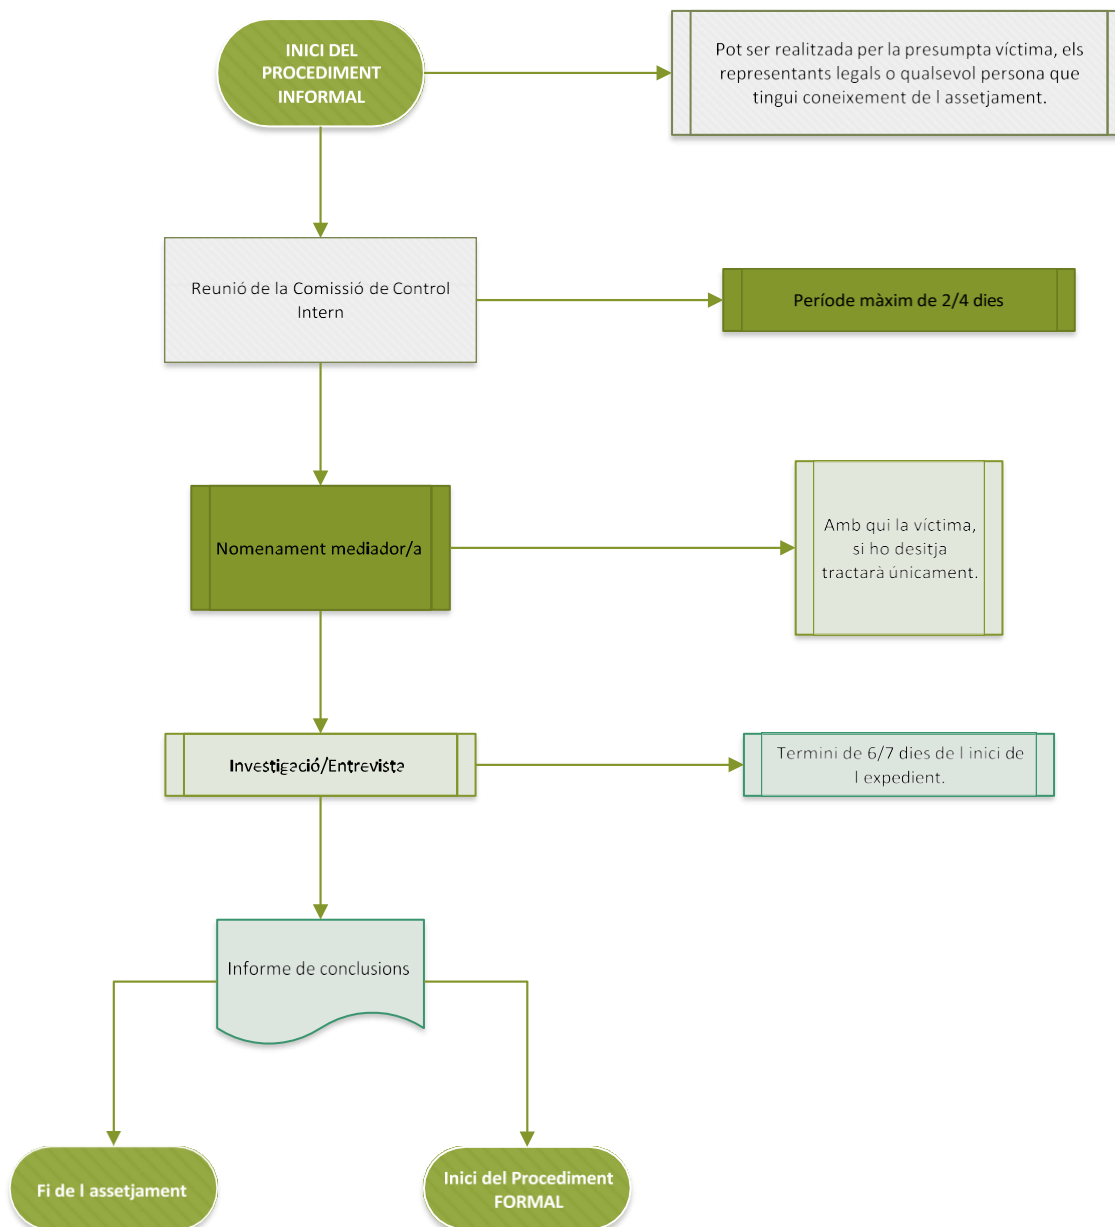 INICI DEL
PROCEDIMENT
INFORMAL
Pot ser realitzada per la presumpta víctima, els
representants legals o qualsevol persona que
tingui coneixement de l assetjament.
Reunió de la Comissió de Control
Intern
Període màxim de 2/4 dies
Nomenament mediador/a
Amb qui la víctima,
si ho desitja
tractarà únicament.
Investigació/Entrevista
Termini de 6/7 dies de l inici de
l expedient.
Informe de conclusions
Fi de l assetjament
Inici del Procediment
FORMAL